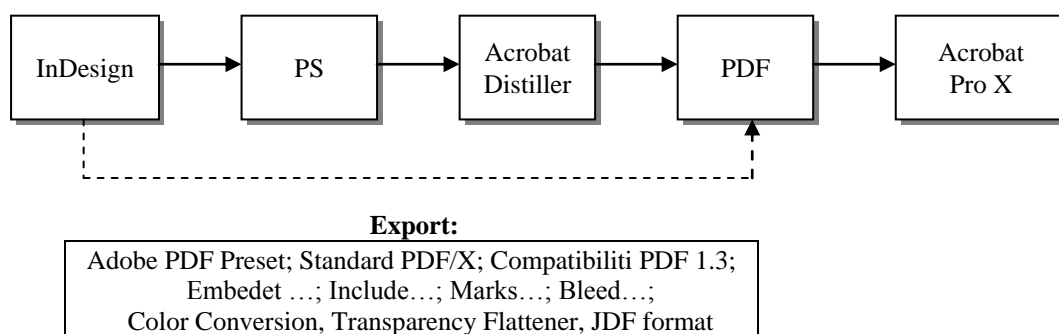 InDesign
PS
Acrobat
Distiller
PDF
Acrobat
Pro X
Export:
Adobe PDF Preset; Standard PDF/X; Compatibiliti PDF 1.3;
Embedet …; Include…; Marks…; Bleed…;
Color Conversion, Transparency Flattener, JDF format